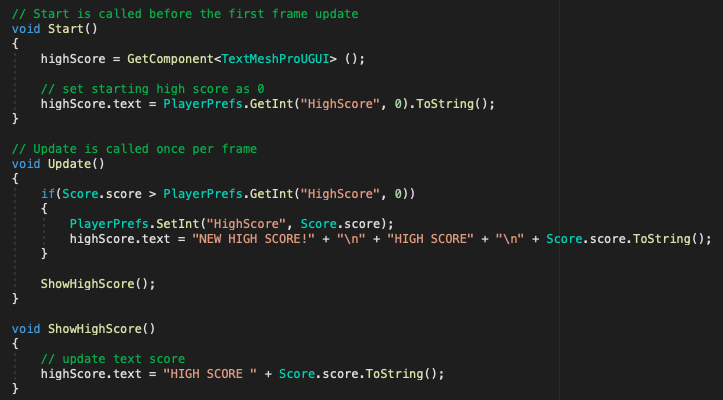 // Start is called before the first frame update
void Start()
{
    highScore = GetComponent<TextMeshProUGUI> ();

    // set starting high score as 0
    highScore.text = PlayerPrefs.GetInt("HighScore", 0).ToString();
}

// Update is called once per frame
void Update()
{
    if(Score.score > PlayerPrefs.GetInt("HighScore", 0))
    {
        PlayerPrefs.SetInt("HighScore", Score.score);
        highScore.text = "NEW HIGH SCORE!" + "\n" + "HIGH SCORE" + "\n" + Score.score.ToString();
    }

    ShowHighScore();
}

void ShowHighScore()
{
    // update text score
    highScore.text = "HIGH SCORE " + Score.score.ToString();
}